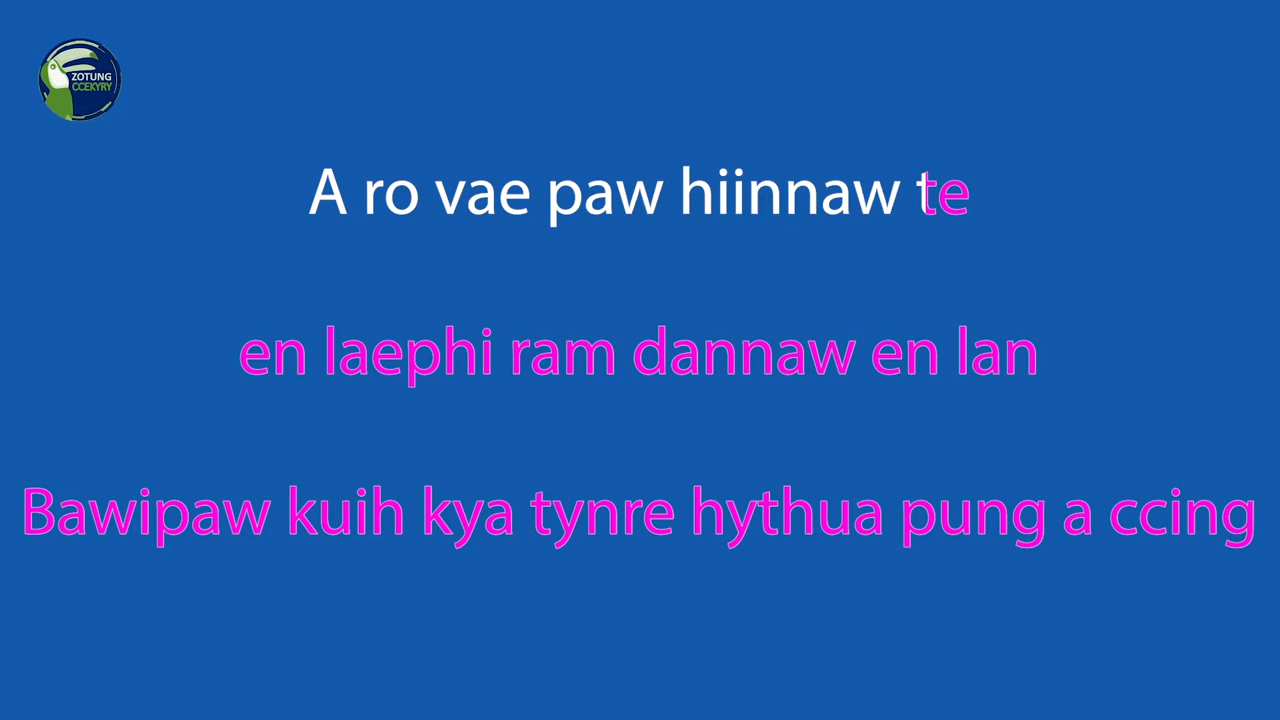 ZOTUNG
CCEKYRY
A ro vae paw hiinnaw te
en laephi ram dannaw en lan
Bawipaw kuih kya tynre hythua pung a ccing